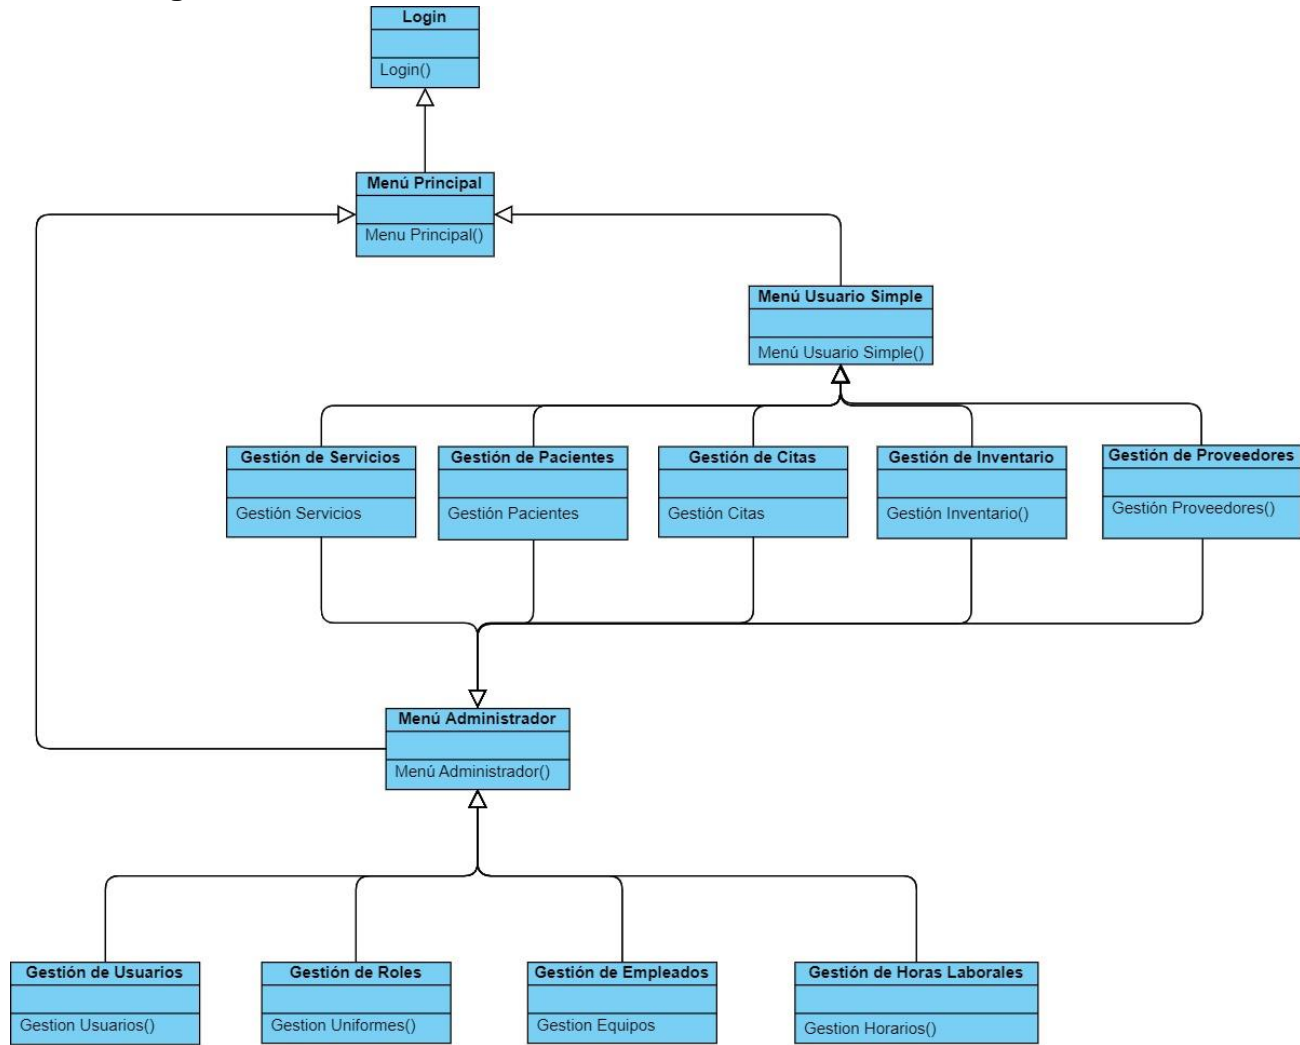 Login
Login()
Menú Principal
Menu Principal()
Menú Usuario Simple
Menú Usuario Simple()
Gestión de Servicios
Gestión Servicios
Gestión de Pacientes
Gestión Pacientes
Gestión de Citas
Gestión Citas
Gestión de Inventario
Gestión Inventario()
Gestión de Proveedores
Gestión Proveedores()
Menú Administrador
Menú Administrador()
Gestión de Usuarios
Gestion Usuarios()
Gestión de Roles
Gestion Uniformes()
Gestión de Empleados
Gestion Equipos
Gestión de Horas Laborales
Gestion Horarios()